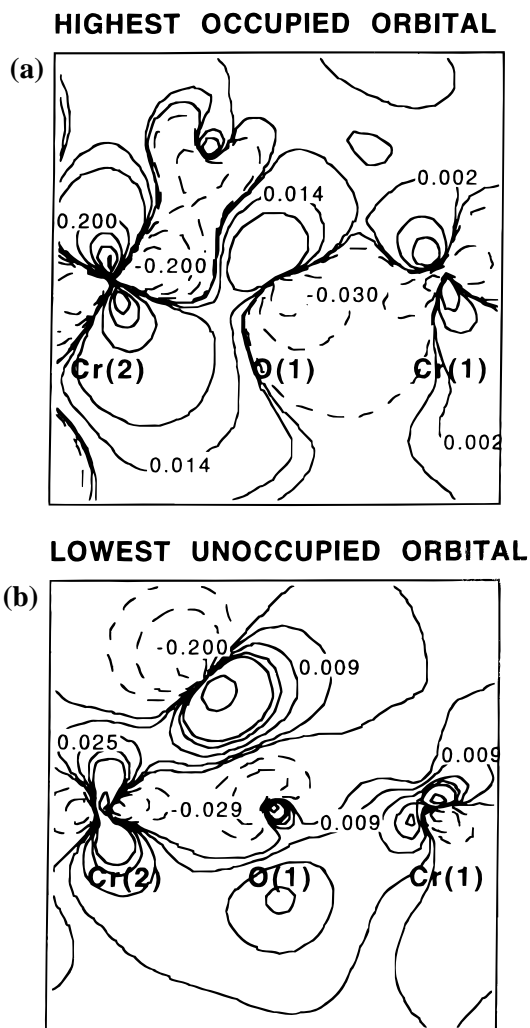 HIGHEST OCCUPIED ORBITAL
(a)
0.002
0.014
0.200
-0.200
-0.030
Cr(2) O(1) Cr(1)
0.002
0.014
LOWEST UNOCCUPIED ORBITAL
(b)
-0.200
0.009
0.025
0.009
-0.029
0.009
Cr(2) O(1) Cr(1)